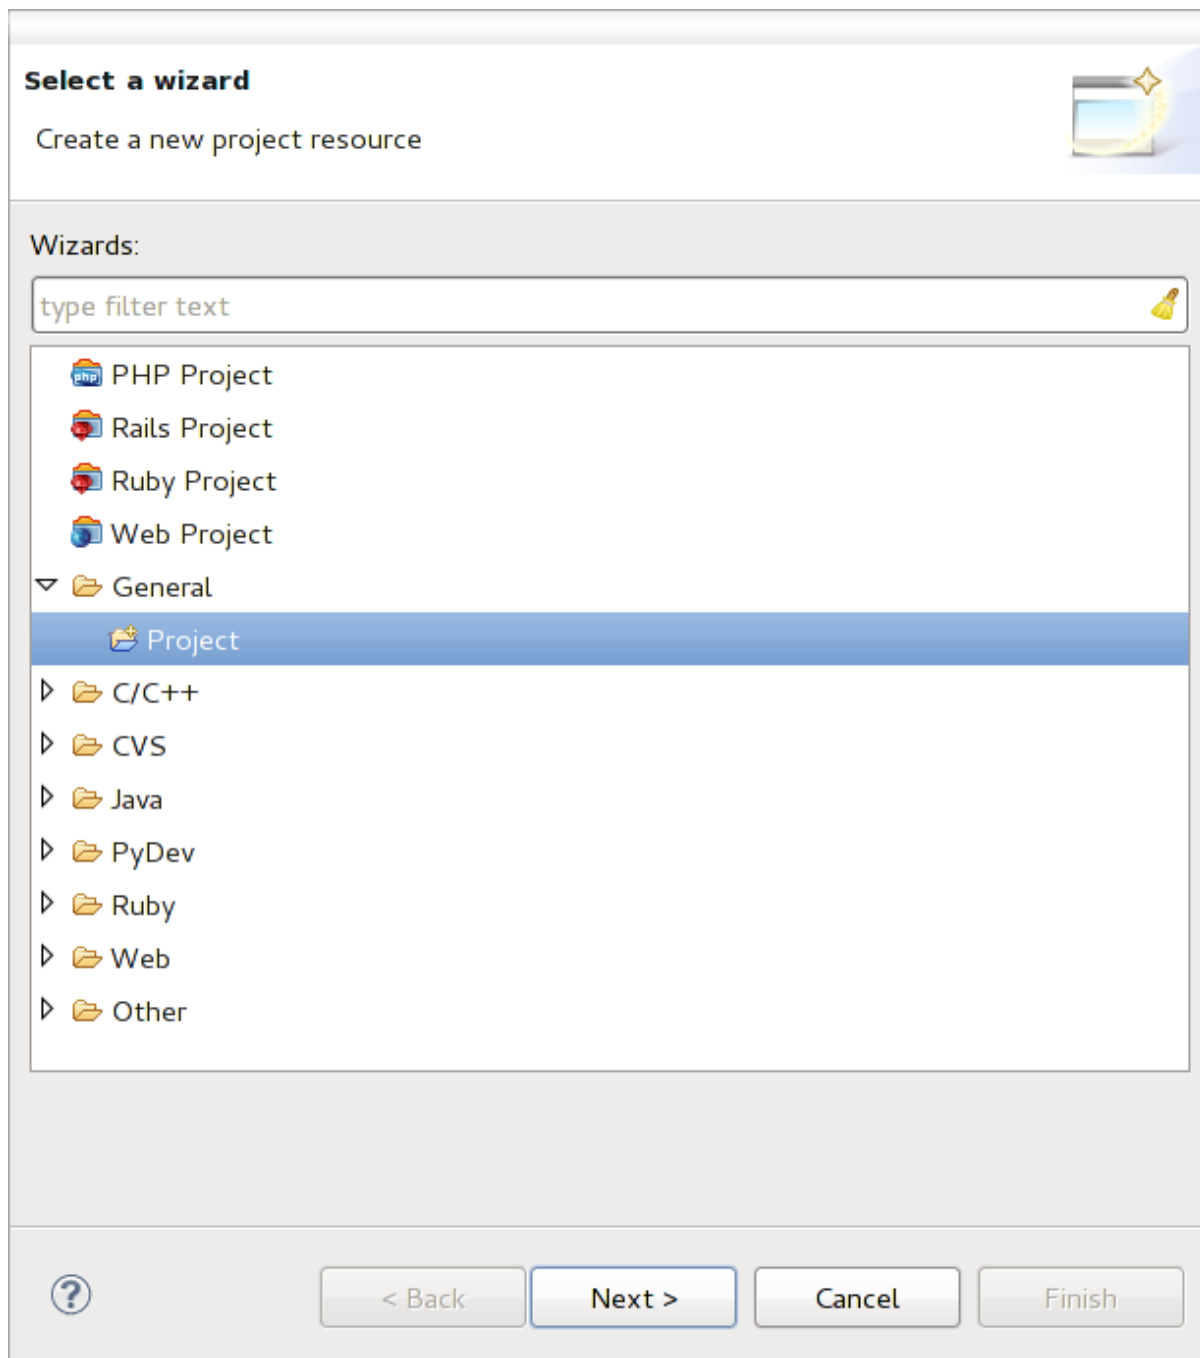 Select a wizard
Create a new project resource
Wizards:
type filter text
php PHP Project
Rails Project
Ruby Project
Web Project
General
Project
C/C++
CVS
Java
PyDev
Ruby
Web
Other
? < Back Next > Cancel Finish